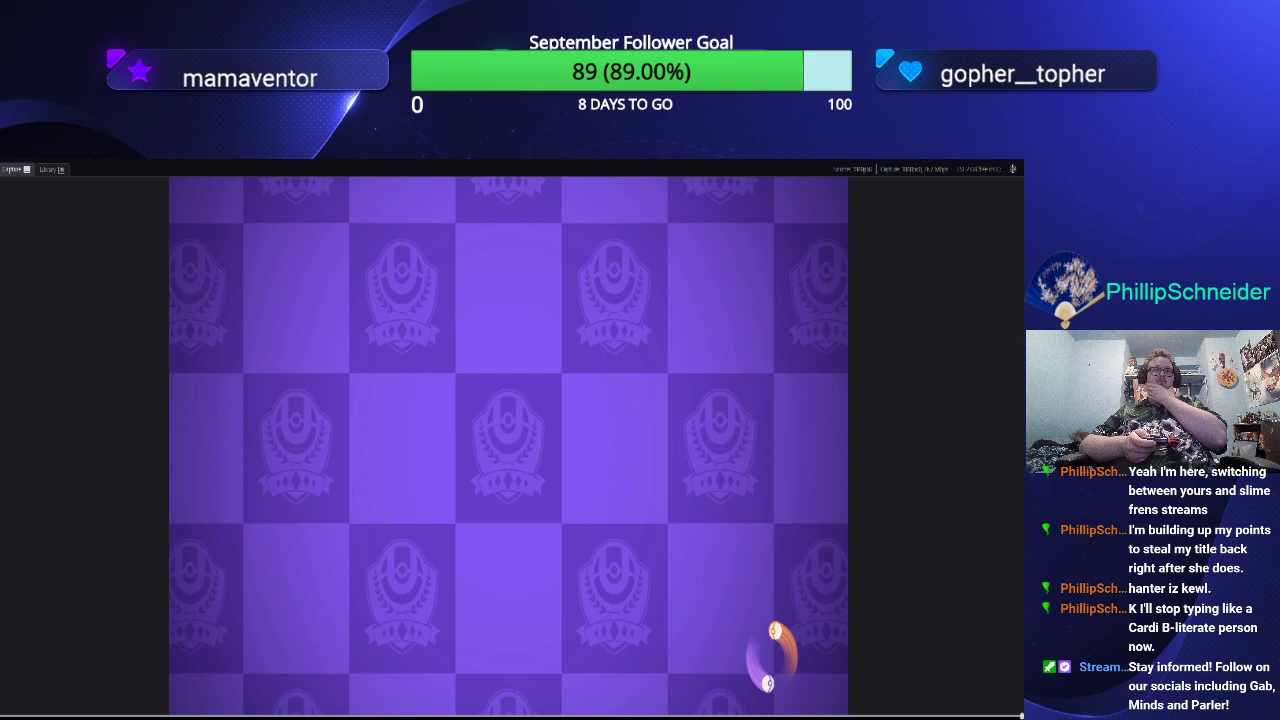 September Follower Goal
mamaventor
89 (89.00%)
gopher__topher
0
8 DAYS TO GO
100
Capture
Library
PhillipSchneider
PhillipSch... Yeah I'm here, switching
between yours and slime
frens streams
PhillipSch... I'm building up my points
to steal my title back
right after she does.
PhillipSch... hanter iz kewl.
PhillipSch... K I'll stop typing like a
Cardi B-literate person
now.
Stream... Stay informed! Follow on
our socials including Gab,
Minds and Parler!